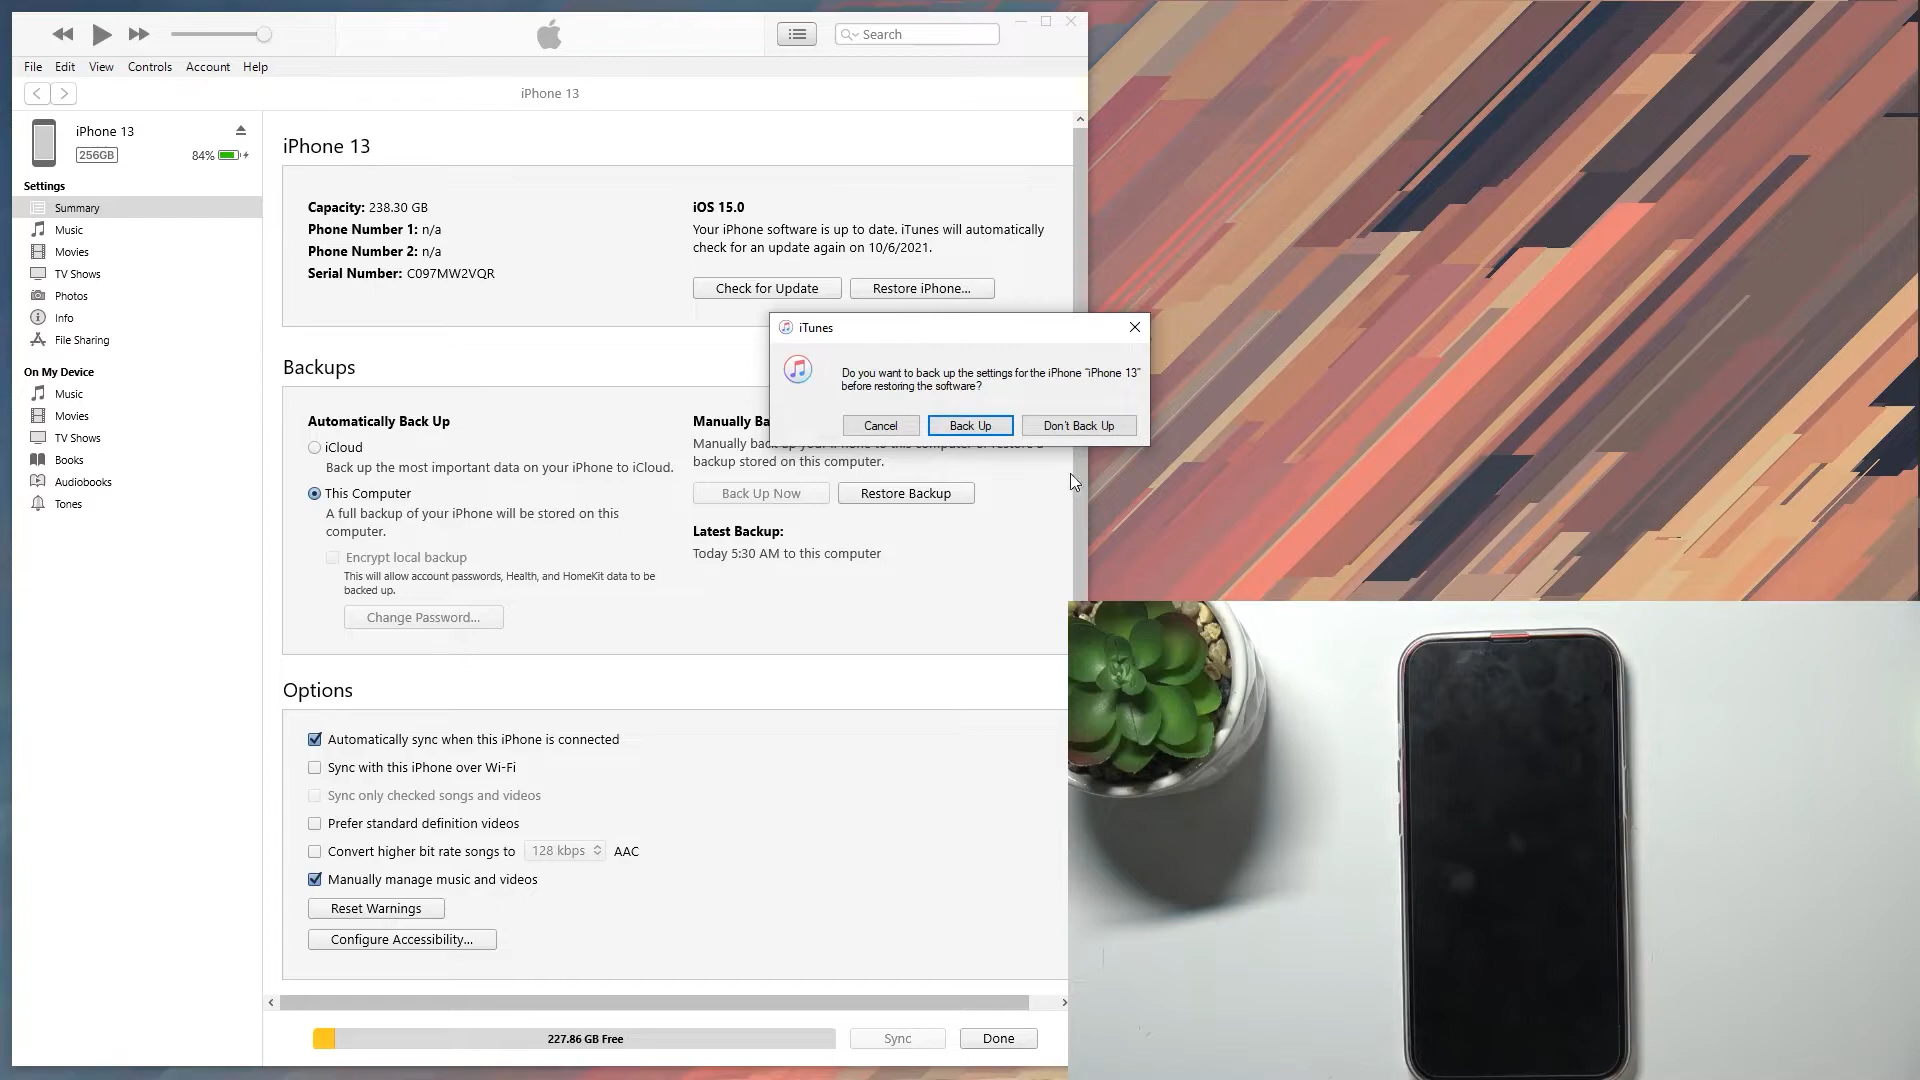 Search
File Edit View Controls Account Help
iPhone 13
iPhone 13
256GB
84%
Settings
Summary
Music
Movies
TV Shows
Photos
Info
File Sharing
On My Device
Music
Movies
TV Shows
Books
Audiobooks
Tones
iPhone 13
Capacity: 238.30 GB
Phone Number 1: n/a
Phone Number 2: n/a
Serial Number: C097MW2VQR
iOS 15.0
Your iPhone software is up to date. iTunes will automatically
check for an update again on 10/6/2021.
Check for Update
Restore iPhone...
iTunes
Do you want to back up the settings for the iPhone "iPhone 13"
before restoring the software?
Cancel
Back Up
Don't Back Up
Backups
Automatically Back Up
iCloud
Back up the most important data on your iPhone to iCloud.
This Computer
A full backup of your iPhone will be stored on this
computer.
Encrypt local backup
This will allow account passwords, Health, and HomeKit data to be
backed up.
Change Password...
Manually Ba
Manually back up your iPhone to this computer or restore a
backup stored on this computer.
Back Up Now
Restore Backup
Latest Backup:
Today 5:30 AM to this computer
Options
Automatically sync when this iPhone is connected
Sync with this iPhone over Wi-Fi
Sync only checked songs and videos
Prefer standard definition videos
Convert higher bit rate songs to 128 kbps AAC
Manually manage music and videos
Reset Warnings
Configure Accessibility...
227.86 GB Free
Sync
Done